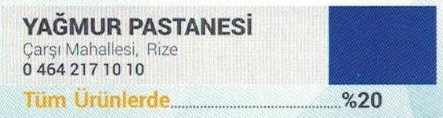 YAĞMUR PASTANESİ
Çarşı Mahallesi, Rize
0 464 217 10 10
Tüm Ürünlerde.......................................%20